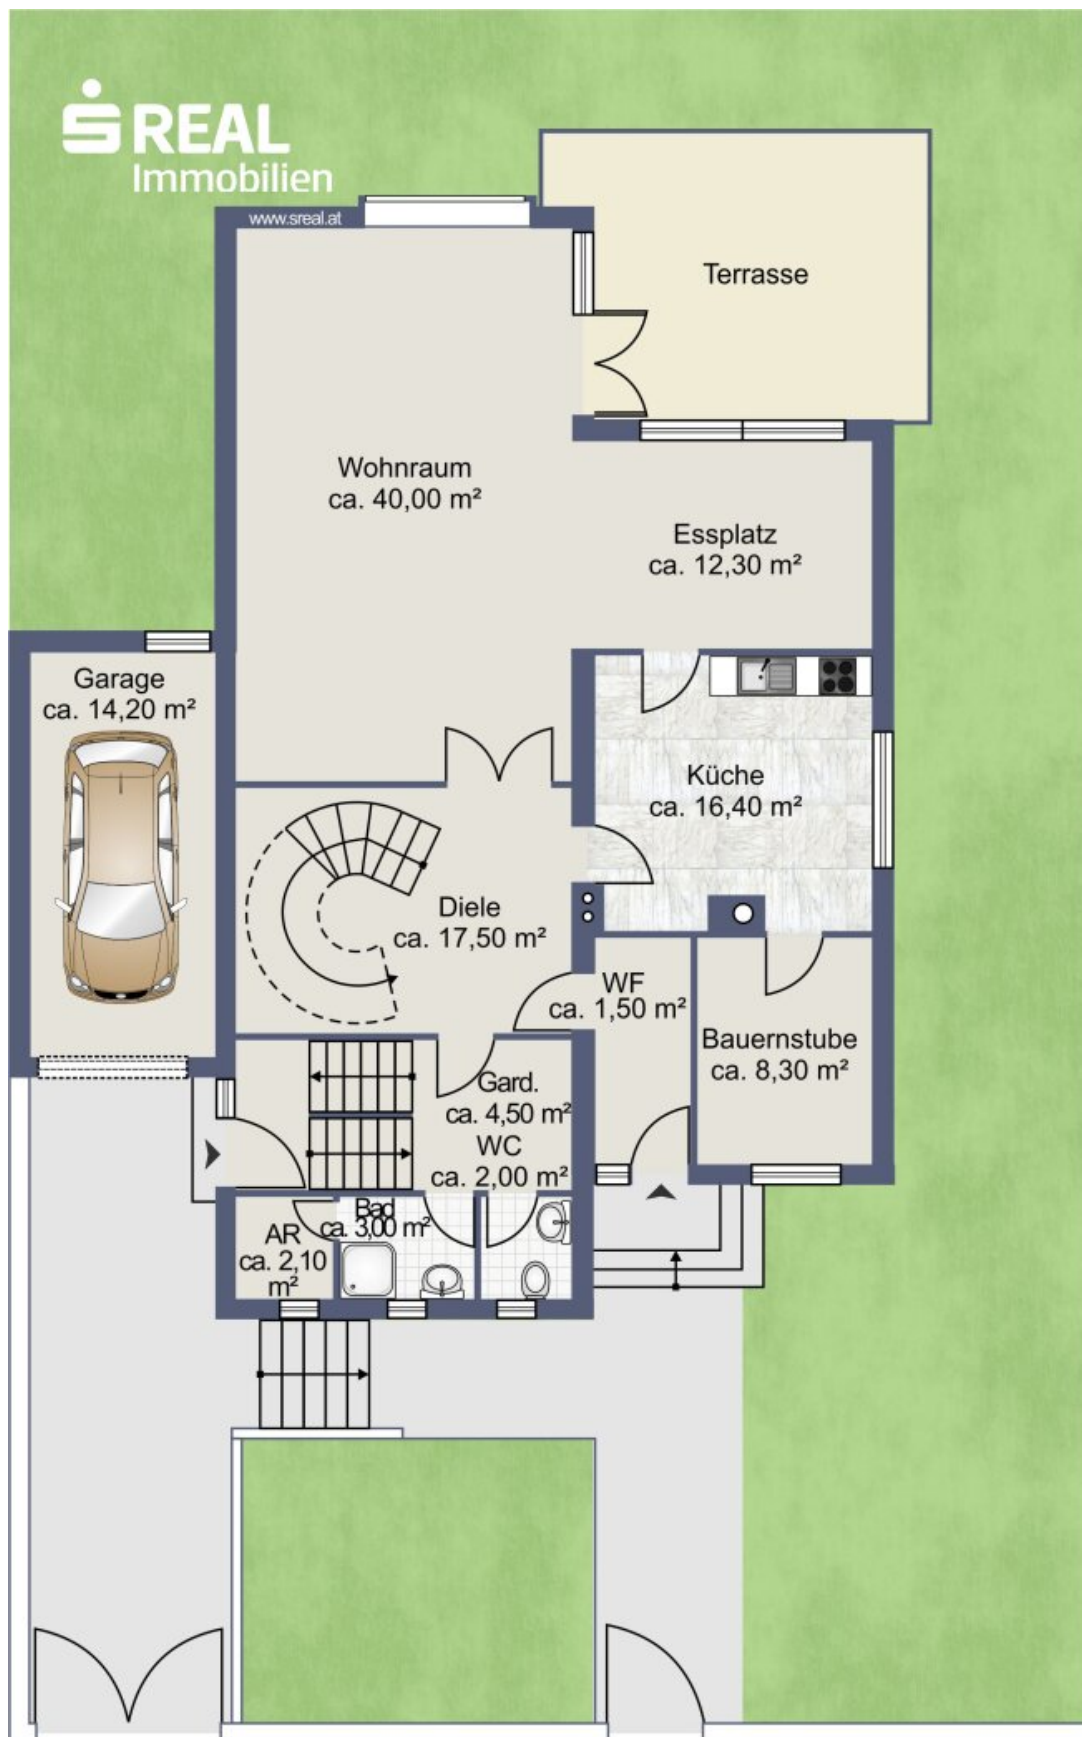 S REAL
Immobilien
www.sreal.at
Terrasse
Wohnraum
ca. 40,00 m²
Essplatz
ca. 12,30 m²
Garage
ca. 14,20 m²
Küche
ca. 16,40 m²
Diele
ca. 17,50 m²
WF
ca. 1,50 m²
Bauernstube
ca. 8,30 m²
Gard.
ca. 4,50 m²
WC
ca. 2,00 m²
Bad
ca. 3,00 m²
AR
ca. 2,10
m²